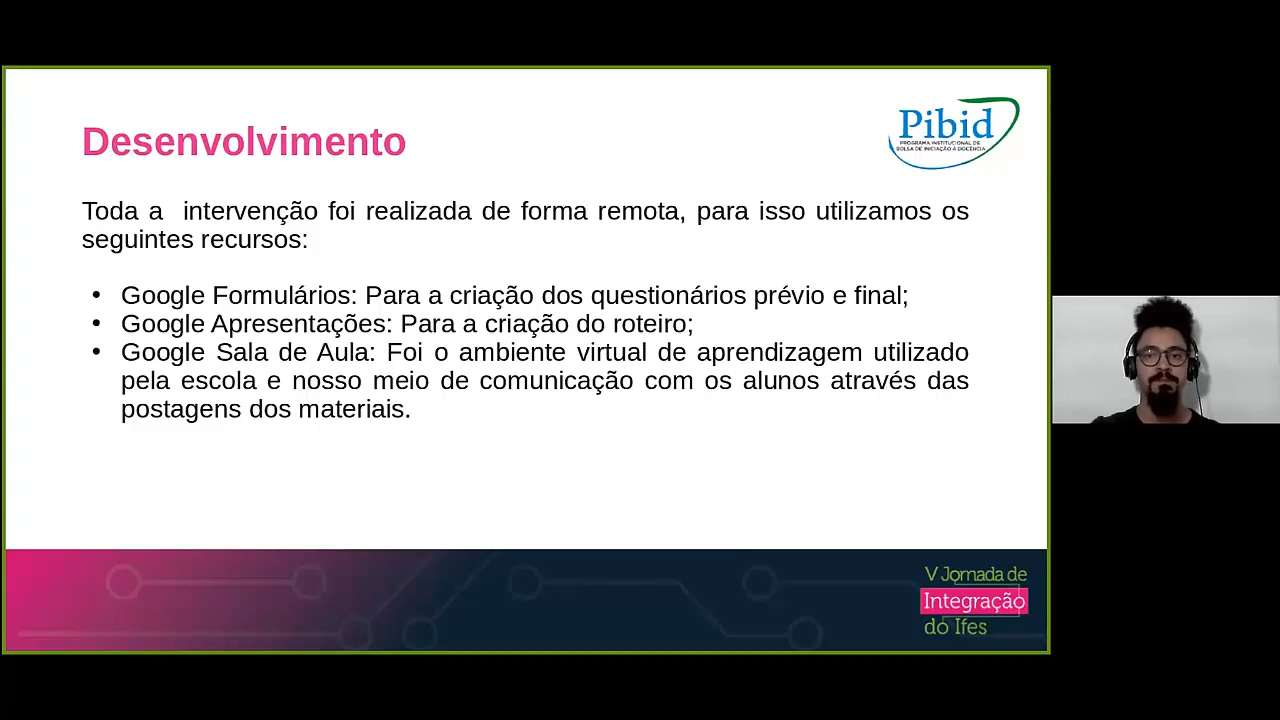 Desenvolvimento
Pibid
PROGRAMA INSTITUCIONAL DE
BOLSA DE INICIAÇÃO À DOCÊNCIA
Toda a intervenção foi realizada de forma remota, para isso utilizamos os
seguintes recursos:
• Google Formulários: Para a criação dos questionários prévio e final;
• Google Apresentações: Para a criação do roteiro;
• Google Sala de Aula: Foi o ambiente virtual de aprendizagem utilizado
pela escola e nosso meio de comunicação com os alunos através das
postagens dos materiais.
V Jornada de
Integração
do Ifes